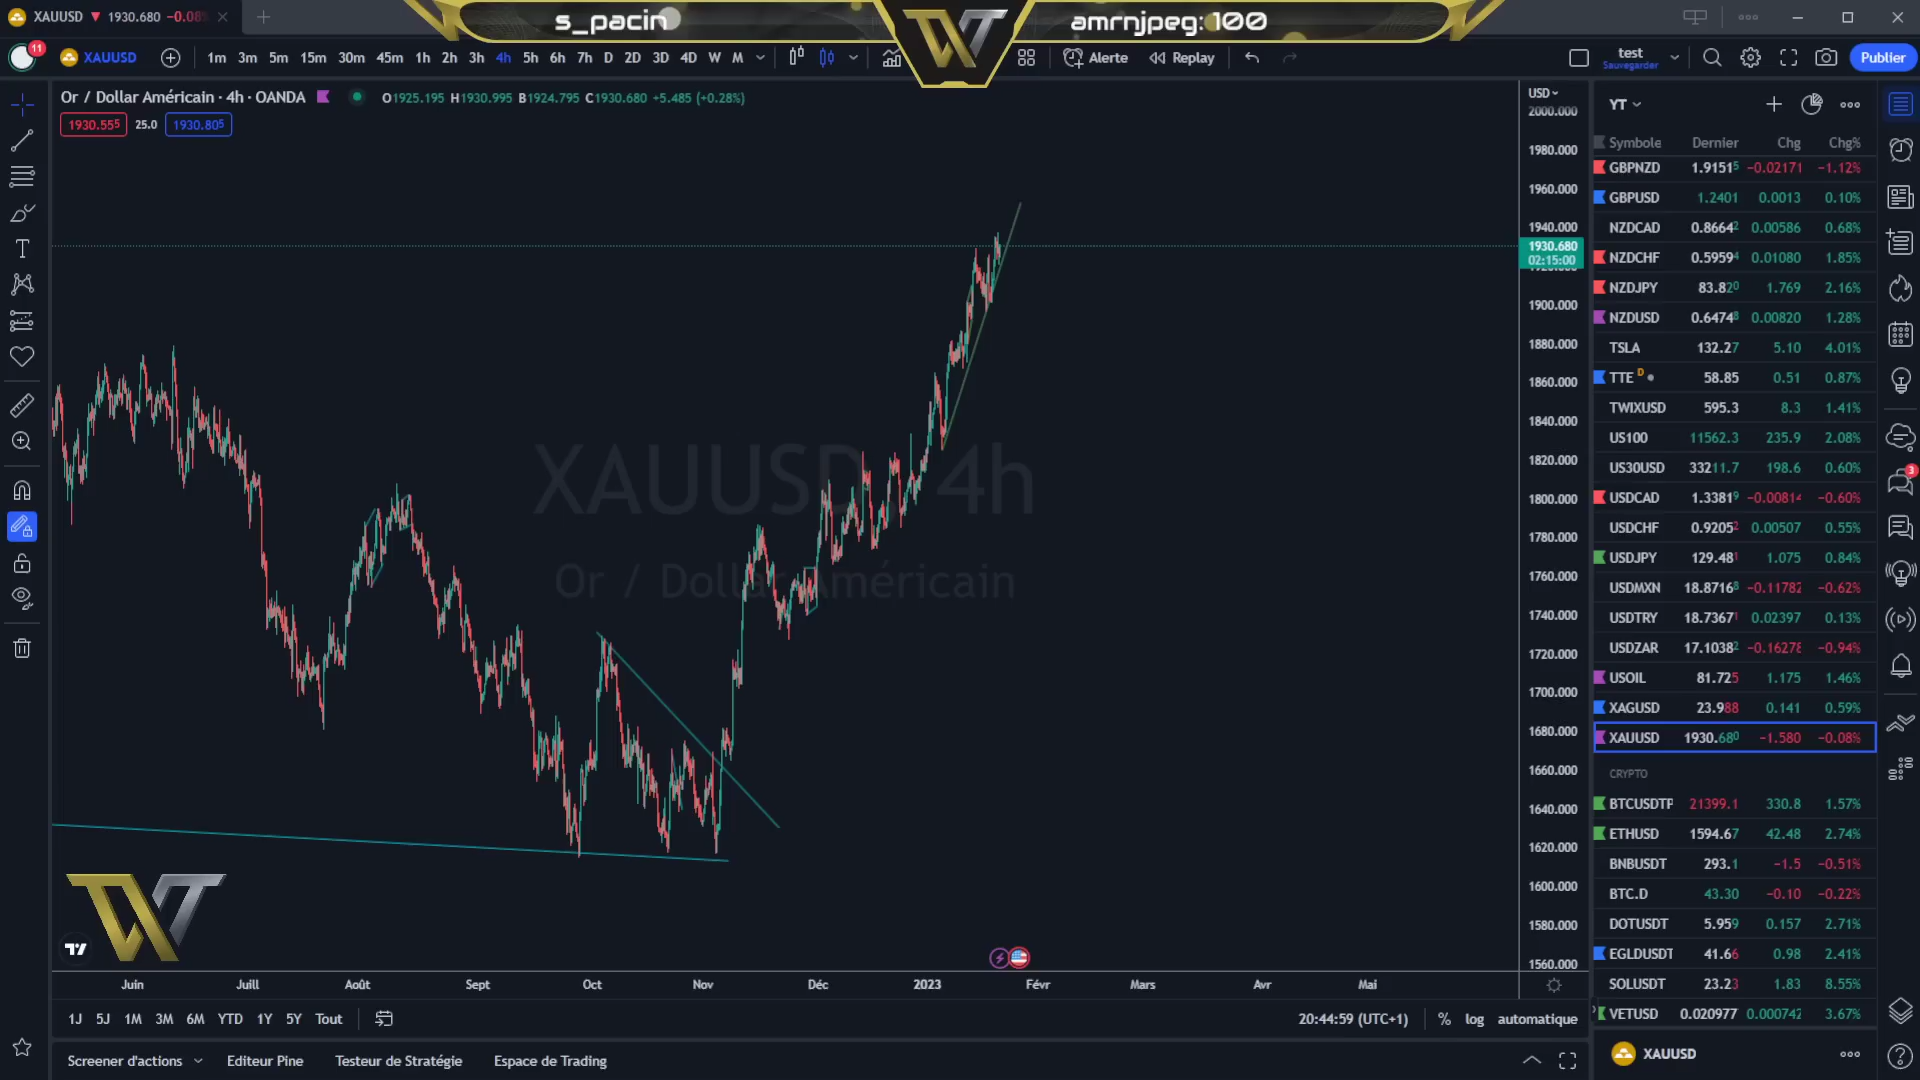 XAUUSD ▼ 1930.680 −0.08%
s_pacin
amrnjpeg: 100
11
XAUUSD
1m 3m 5m 15m 30m 45m 1h 2h 3h 4h 5h 6h 7h D 2D 3D 4D W M
Alerte
Replay
test
Sauvegarder
Publier
Or / Dollar Américain · 4h · OANDA
O1925.195 H1930.995 B1924.795 C1930.680 +5.485 (+0.28%)
1930.555 25.0 1930.805
XAUUSD, 4h
Or / Dollar Américain
USD
2000.000
1980.000
1960.000
1940.000
1930.680
02:15:00
1900.000
1880.000
1860.000
1840.000
1820.000
1800.000
1780.000
1760.000
1740.000
1720.000
1700.000
1680.000
1660.000
1640.000
1620.000
1600.000
1580.000
1560.000
Juin Juill Août Sept Oct Nov Déc 2023 Févr Mars Avr Mai
1J 5J 1M 3M 6M YTD 1Y 5Y Tout
20:44:59 (UTC+1) % log automatique
Screener d'actions Editeur Pine Testeur de Stratégie Espace de Trading
YT
Symbole Dernier Chg Chg%
GBPNZD 1.91515 −0.02171 −1.12%
GBPUSD 1.2401 0.0013 0.10%
NZDCAD 0.86642 0.00586 0.68%
NZDCHF 0.59594 0.01080 1.85%
NZDJPY 83.820 1.769 2.16%
NZDUSD 0.64748 0.00820 1.28%
TSLA 132.27 5.10 4.01%
TTE D 58.85 0.51 0.87%
TWIXUSD 595.3 8.3 1.41%
US100 11562.3 235.9 2.08%
US30USD 33211.7 198.6 0.60%
USDCAD 1.33819 −0.00814 −0.60%
USDCHF 0.92052 0.00507 0.55%
USDJPY 129.481 1.075 0.84%
USDMXN 18.87168 −0.11782 −0.62%
USDTRY 18.73671 0.02397 0.13%
USDZAR 17.10382 −0.16278 −0.94%
USOIL 81.725 1.175 1.46%
XAGUSD 23.988 0.141 0.59%
XAUUSD 1930.680 −1.580 −0.08%
CRYPTO
BTCUSDTP 21399.1 330.8 1.57%
ETHUSD 1594.67 42.48 2.74%
BNBUSDT 293.1 −1.5 −0.51%
BTC.D 43.30 −0.10 −0.22%
DOTUSDT 5.959 0.157 2.71%
EGLDUSDT 41.66 0.98 2.41%
SOLUSDT 23.23 1.83 8.55%
VETUSD 0.020977 0.000742 3.67%
XAUUSD
3